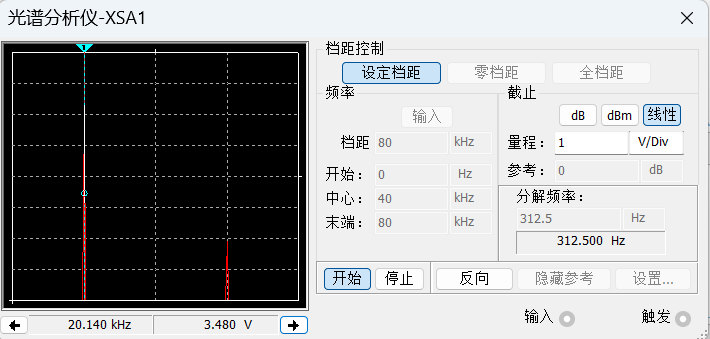 光谱分析仪-XSA1
1
20.140 kHz
3.480 V
档距控制
设定档距
零档距
全档距
频率
输入
档距 80 kHz
开始: 0 Hz
中心: 40 kHz
末端: 80 kHz
截止
dB
dBm
线性
量程: 1 V/Div
参考: 0 dB
分解频率:
312.5 Hz
312.500 Hz
开始
停止
反向
隐藏参考
设置...
输入
触发